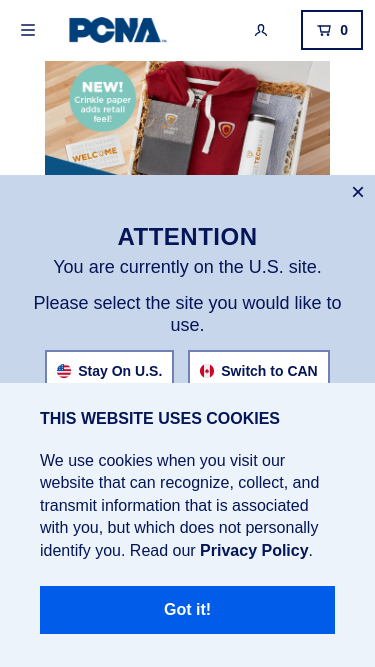 PCNA
0
NEW!
Crinkle paper
adds retail
feel!
WELCOME
ATTENTION
You are currently on the U.S. site.
Please select the site you would like to
use.
Stay On U.S.
Switch to CAN
THIS WEBSITE USES COOKIES
We use cookies when you visit our
website that can recognize, collect, and
transmit information that is associated
with you, but which does not personally
identify you. Read our Privacy Policy.
Got it!